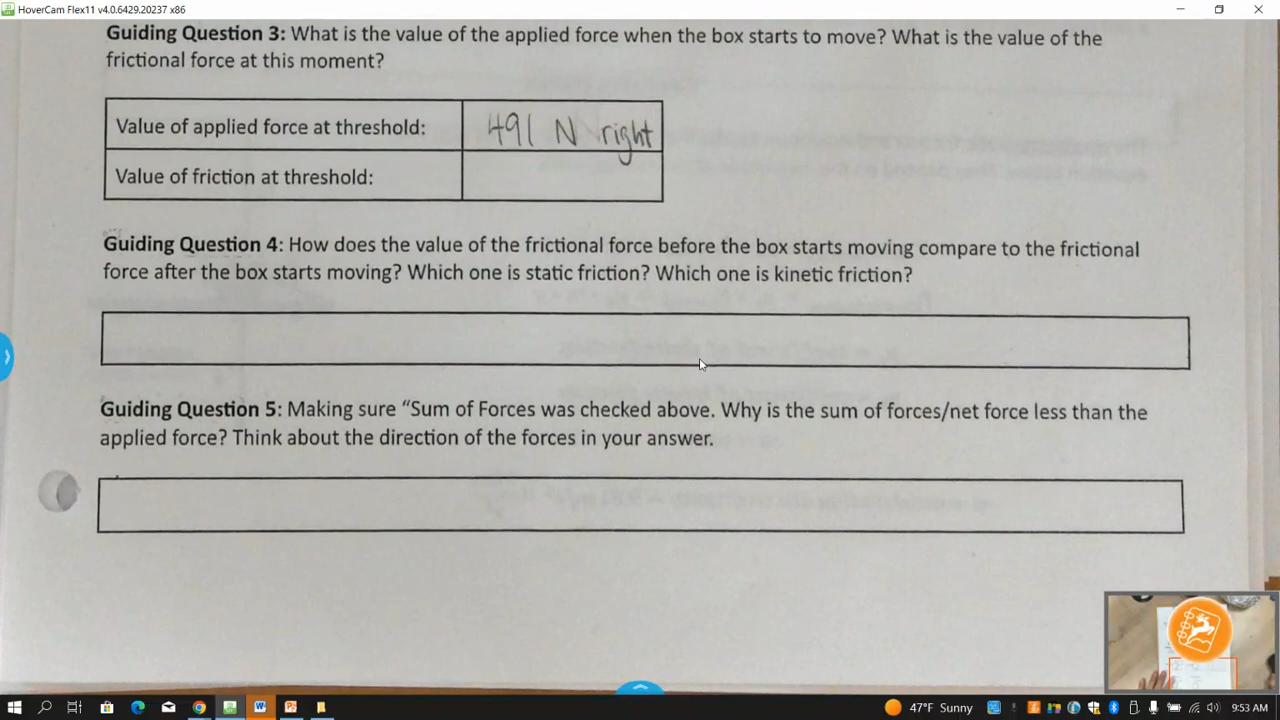 HoverCam Flex11 v4.0.6429.20237 x86
Guiding Question 3: What is the value of the applied force when the box starts to move? What is the value of the
frictional force at this moment?
Value of applied force at threshold: 491 N right
Value of friction at threshold:
Guiding Question 4: How does the value of the frictional force before the box starts moving compare to the frictional
force after the box starts moving? Which one is static friction? Which one is kinetic friction?
Guiding Question 5: Making sure “Sum of Forces was checked above. Why is the sum of forces/net force less than the
applied force? Think about the direction of the forces in your answer.
47°F Sunny
9:53 AM